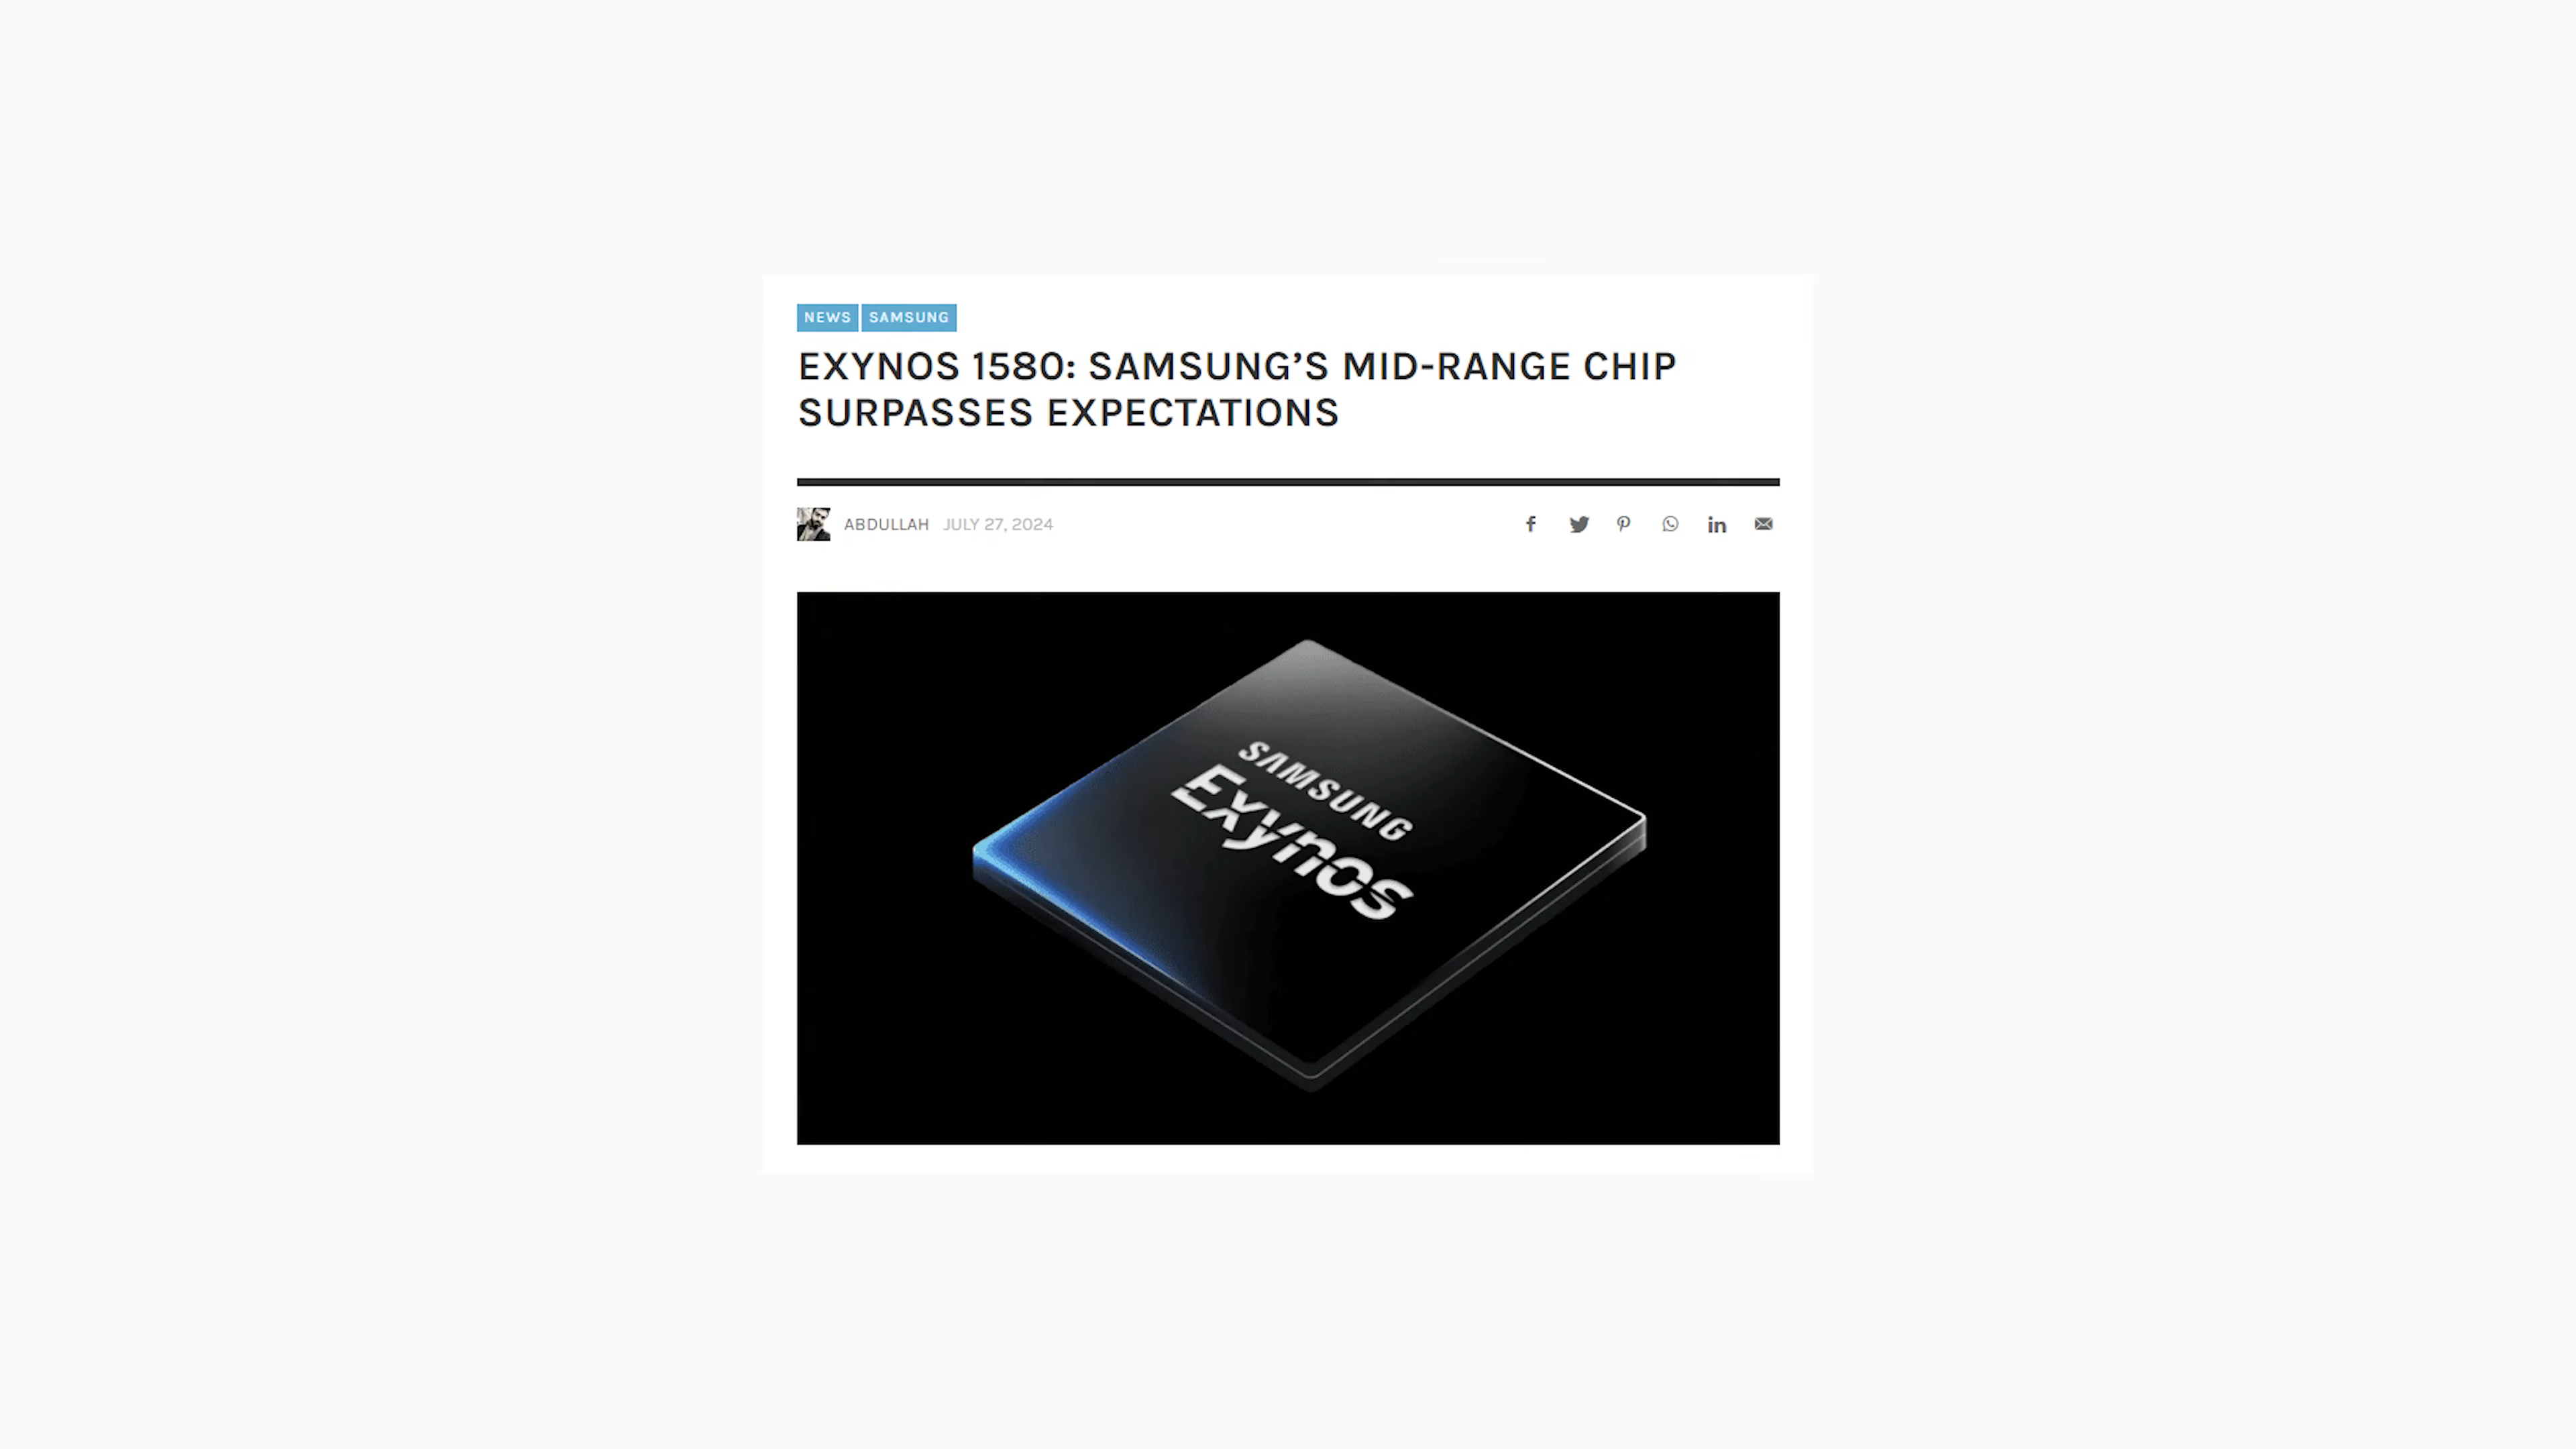 NEWS SAMSUNG
EXYNOS 1580: SAMSUNG’S MID-RANGE CHIP
SURPASSES EXPECTATIONS
ABDULLAH JULY 27, 2024
SAMSUNG
Exynos